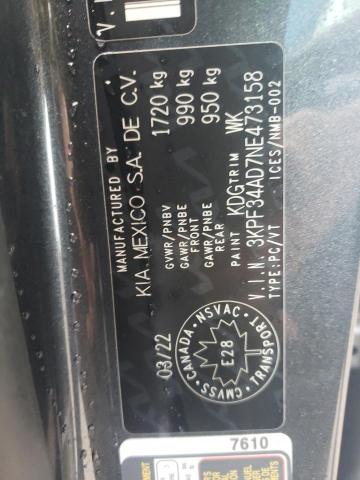 MANUFACTURED BY
KIA MEXICO S.A. DE C.V.
GVWR/PNBV 1720 kg
GAWR/PNBE FRONT 990 kg
GAWR/PNBE REAR 950 kg
PAINT KDG TRIM WK
V.I.N. 3KPF34AD7NE473158
TYPE:PC/VT ICES/NMB-002
03/22
CANADA · NSVAC · TRANSPORT · CMVSS
E28
7610